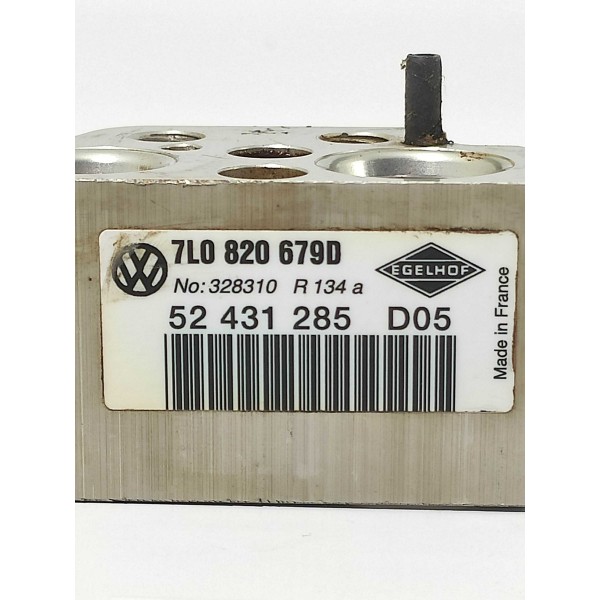 7L0 820 679D
No: 328310 R 134 a
EGELHOF
52 431 285 D05
Made in France